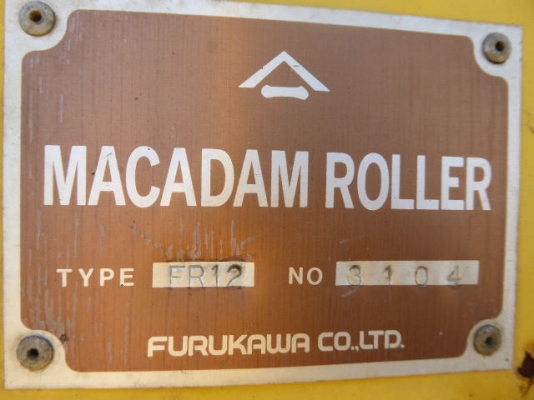 MACADAM ROLLER
TYPE FR12 NO 3104
FURUKAWA CO.,LTD.